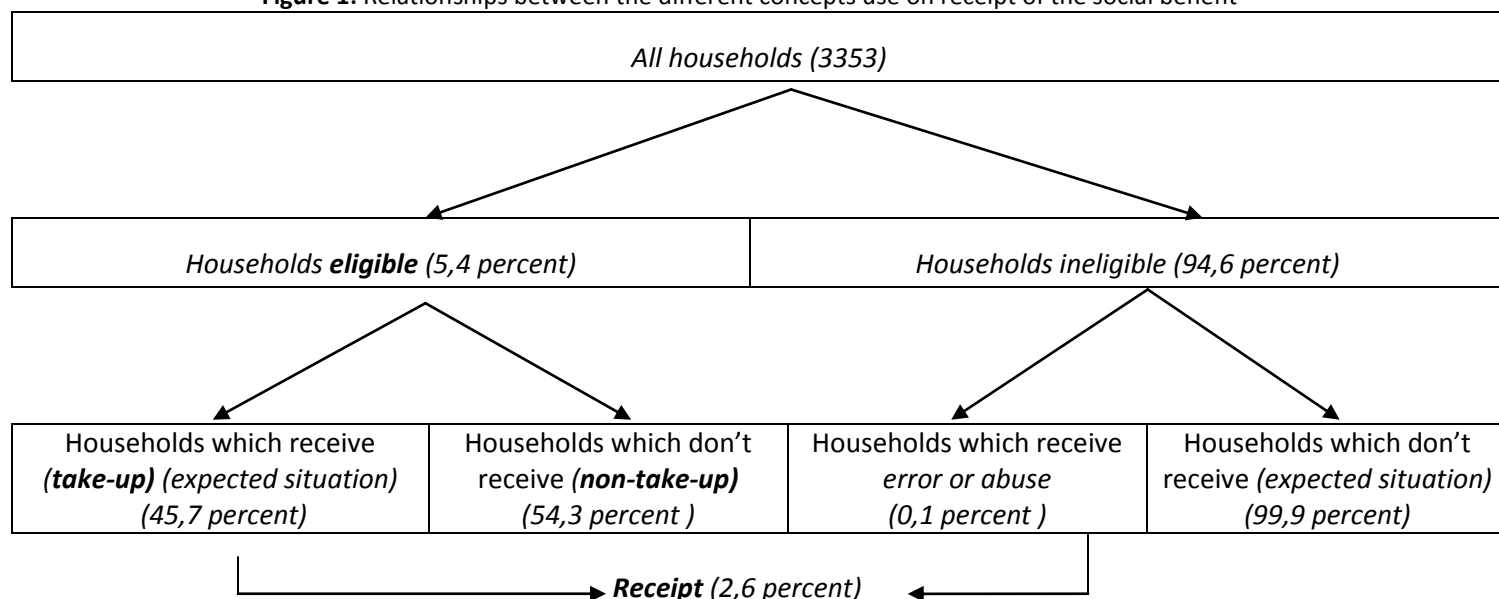 Figure 1: Relationships between the different concepts use on receipt of the social benefit
All households (3353)
Households eligible (5,4 percent)
Households ineligible (94,6 percent)
Households which receive
(take-up) (expected situation)
(45,7 percent)
Households which don't
receive (non-take-up)
(54,3 percent )
Households which receive
error or abuse
(0,1 percent )
Households which don't
receive (expected situation)
(99,9 percent)
Receipt (2,6 percent)